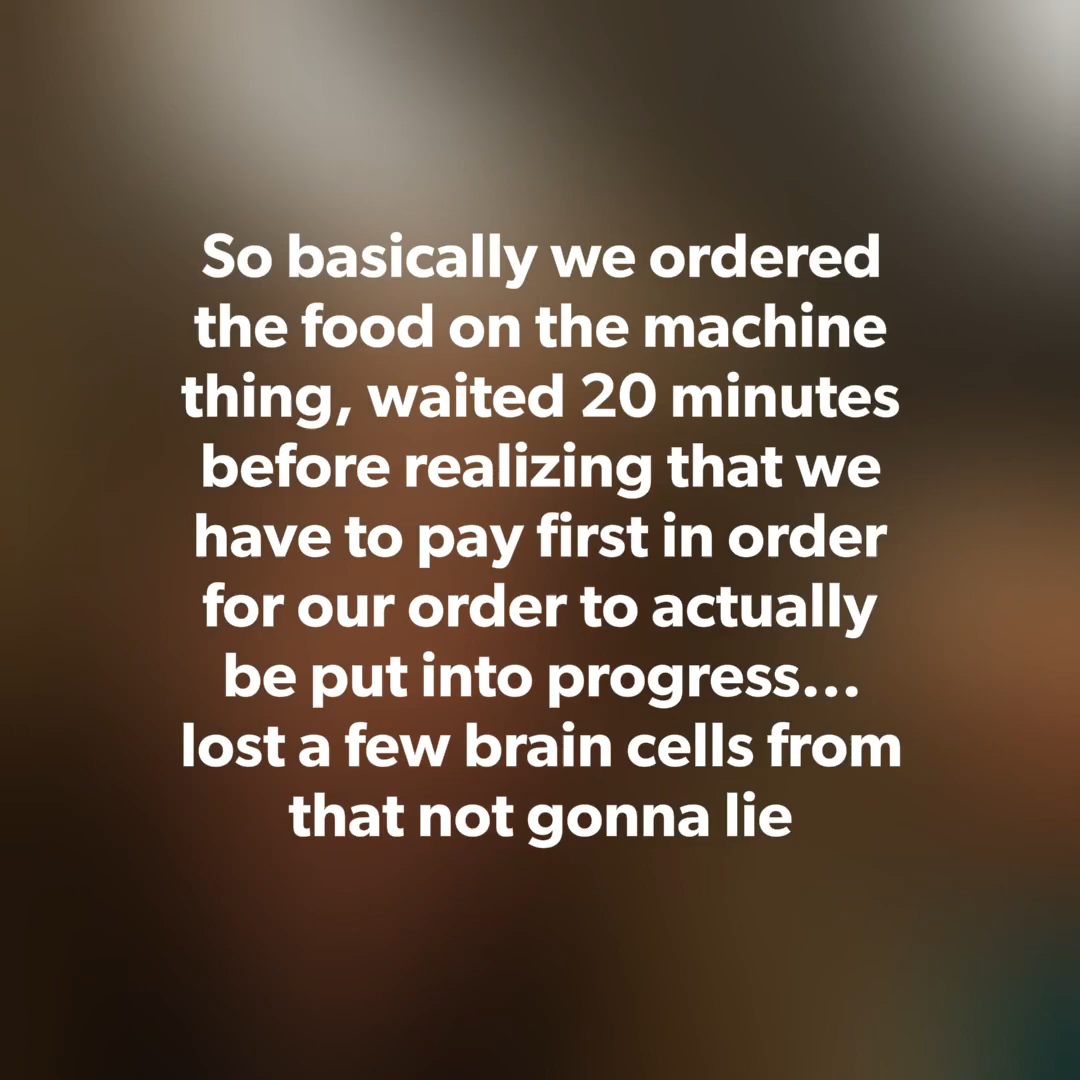 So basically we ordered
the food on the machine
thing, waited 20 minutes
before realizing that we
have to pay first in order
for our order to actually
be put into progress...
lost a few brain cells from
that not gonna lie